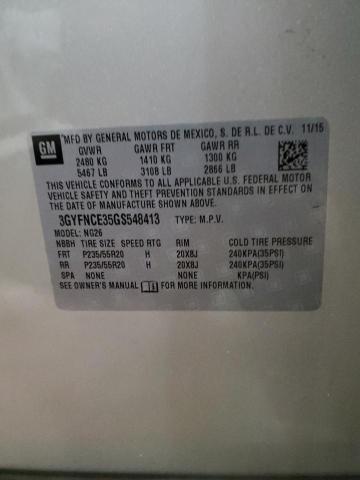 GM
MFD BY GENERAL MOTORS DE MEXICO, S. DE R.L. DE C.V. 11/15
GVWR GAWR FRT GAWR RR
2480 KG 1410 KG 1300 KG
5467 LB 3108 LB 2866 LB
THIS VEHICLE CONFORMS TO ALL APPLICABLE U.S. FEDERAL MOTOR
VEHICLE SAFETY AND THEFT PREVENTION STANDARDS IN EFFECT ON
THE DATE OF MANUFACTURE SHOWN ABOVE.
3GYFNCE35GS548413 TYPE: M.P.V.
MODEL: NG26
NBBH TIRE SIZE SPEED RTG RIM COLD TIRE PRESSURE
FRT P235/55R20 H 20X8J 240KPA(35PSI)
RR P235/55R20 H 20X8J 240KPA(35PSI)
SPA NONE NONE KPA(PSI)
SEE OWNER'S MANUAL FOR MORE INFORMATION.